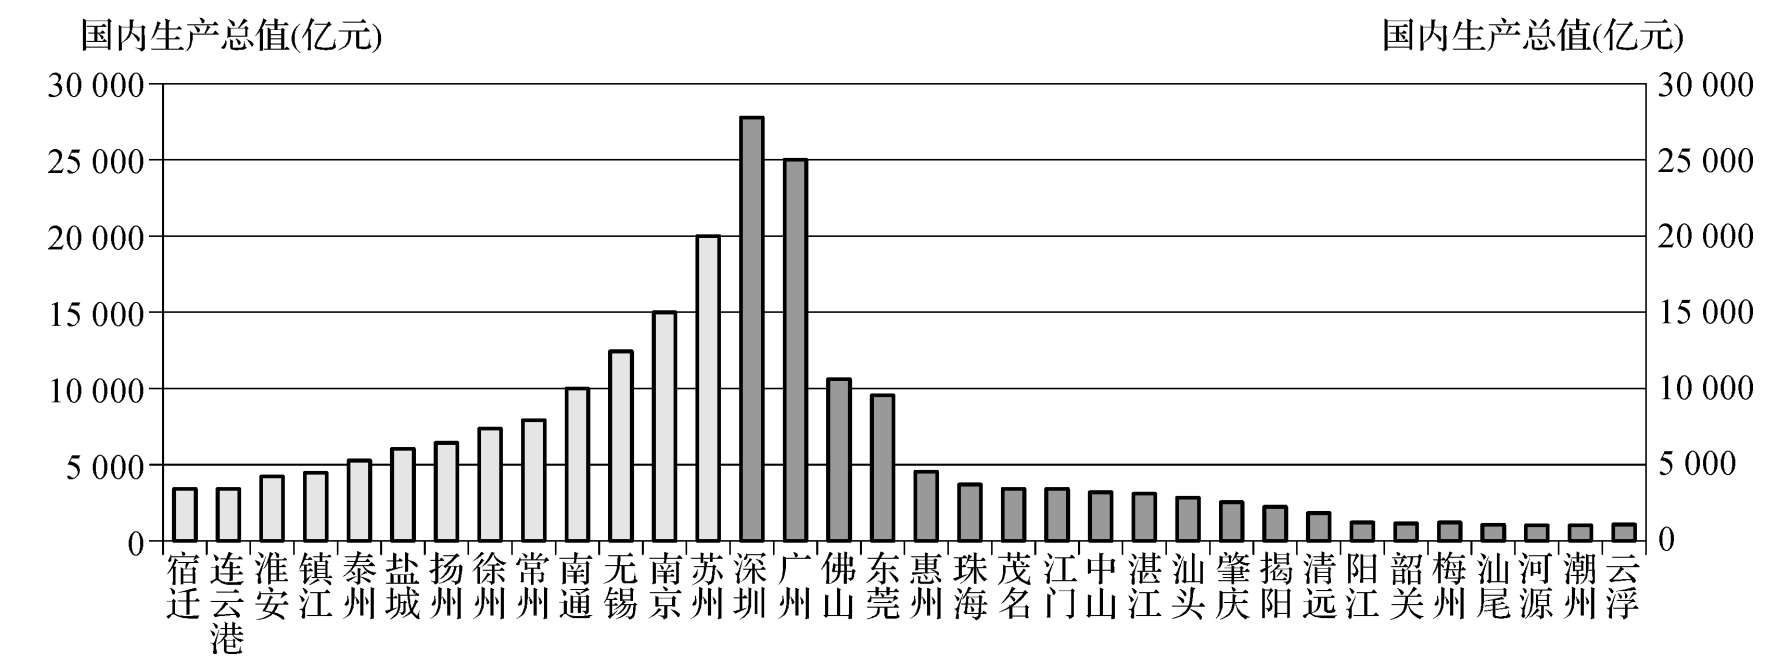 国内生产总值(亿元)
国内生产总值(亿元)
30 000
25 000
20 000
15 000
10 000
5 000
0
30 000
25 000
20 000
15 000
10 000
5 000
0
宿迁
连云港
淮安
镇江
泰州
盐城
扬州
徐州
常州
南通
无锡
南京
苏州
深圳
广州
佛山
东莞
惠州
珠海
茂名
江门
中山
湛江
汕头
肇庆
揭阳
清远
阳江
韶关
梅州
汕尾
河源
潮州
云浮